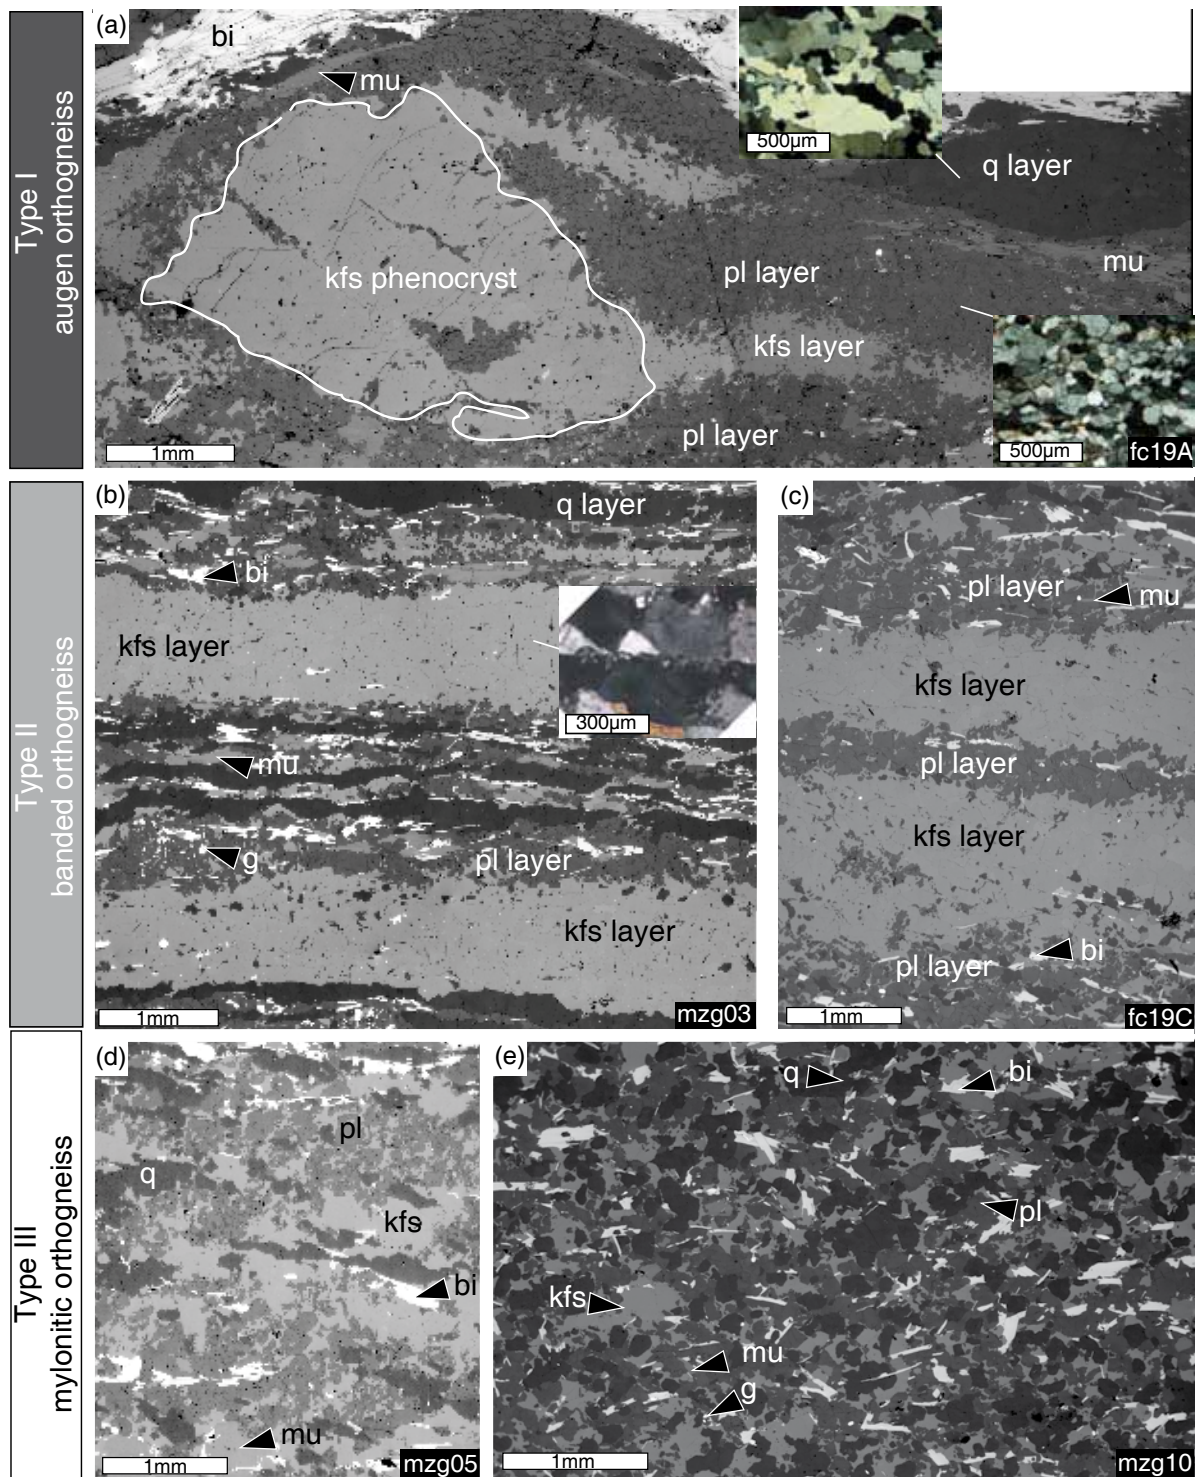 Type I
augen orthogneiss
(a)
bi
mu
500µm
q layer
kfs phenocryst
pl layer
mu
kfs layer
pl layer
1mm
500µm
fc19A
Type II
banded orthogneiss
(b)
q layer
bi
kfs layer
300µm
mu
g
pl layer
kfs layer
1mm
mzg03
(c)
pl layer
mu
kfs layer
pl layer
kfs layer
bi
pl layer
1mm
fc19C
Type III
mylonitic orthogneiss
(d)
pl
q
kfs
bi
mu
1mm
mzg05
(e)
q
bi
pl
kfs
mu
g
1mm
mzg10